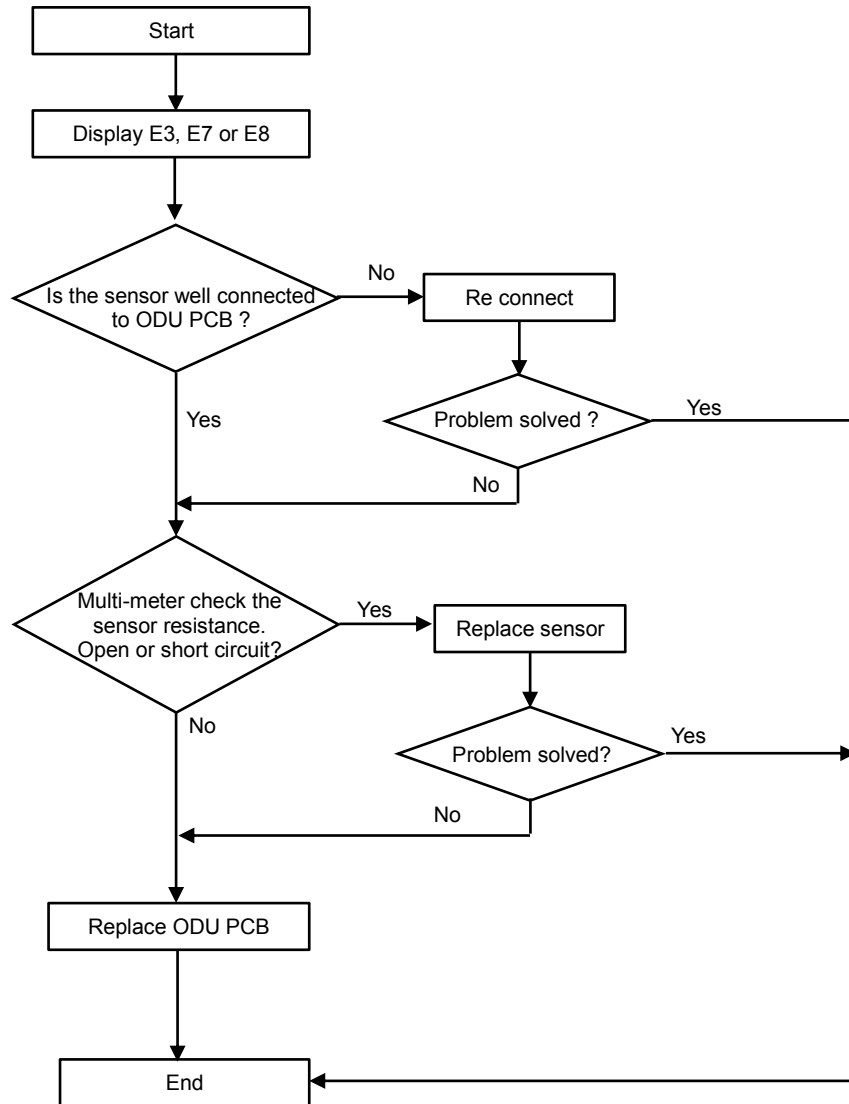 Start
Display E3, E7 or E8
Is the sensor well connected
to ODU PCB ?
No
Re connect
Yes
Problem solved ?
Yes
No
Multi-meter check the
sensor resistance.
Open or short circuit?
Yes
Replace sensor
No
Problem solved?
Yes
No
Replace ODU PCB
End